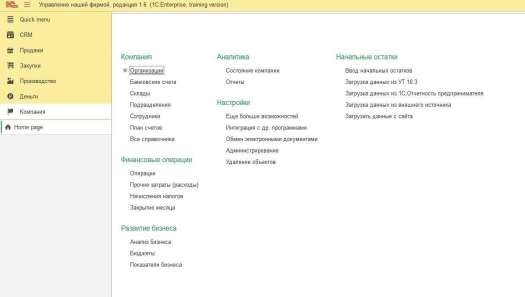 1С Управление нашей фирмой, редакция 1.6 (1C:Enterprise, training version)
Quick menu
CRM
Продажи
Закупки
Производство
Деньги
Компания
Home page
Компания
Организации
Банковские счета
Склады
Подразделения
Сотрудники
План счетов
Все справочники
Финансовые операции
Операции
Прочие затраты (расходы)
Начисления налогов
Закрытие месяца
Развитие бизнеса
Анализ бизнеса
Бюджеты
Показатели бизнеса
Аналитика
Состояние компании
Отчеты
Настройки
Еще больше возможностей
Интеграция с др. программами
Обмен электронными документами
Администрирование
Удаление объектов
Начальные остатки
Ввод начальных остатков
Загрузка данных из УТ 10.3
Загрузка данных из 1С:Отчетность предпринимателя
Загрузка данных из внешнего источника
Загрузить данные с сайта